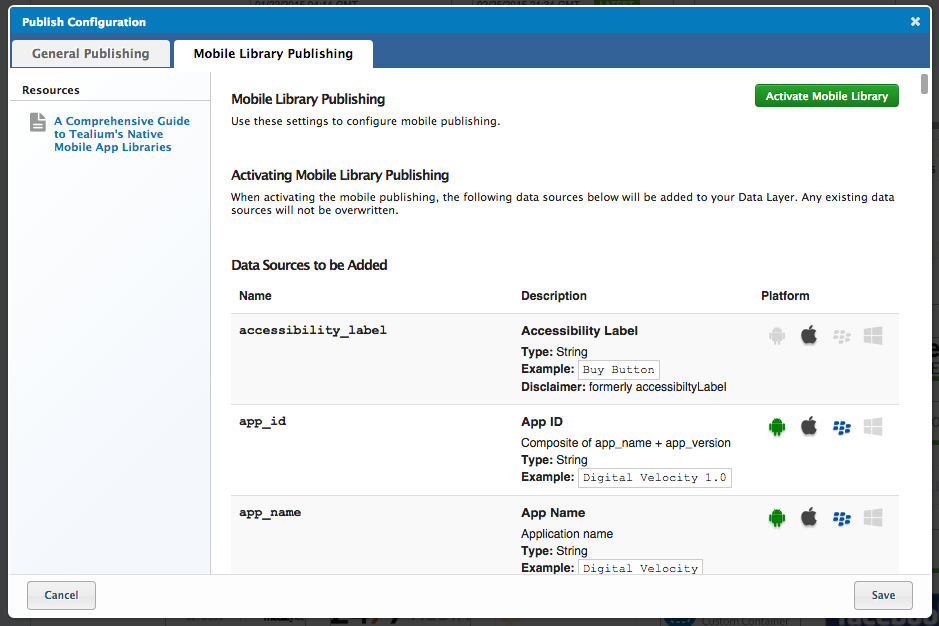 Publish Configuration
General Publishing
Mobile Library Publishing
Resources
A Comprehensive Guide
to Tealium's Native
Mobile App Libraries
Mobile Library Publishing
Activate Mobile Library
Use these settings to configure mobile publishing.
Activating Mobile Library Publishing
When activating the mobile publishing, the following data sources below will be added to your Data Layer. Any existing data
sources will not be overwritten.
Data Sources to be Added
Name Description Platform
accessibility_label
Accessibility Label
Type: String
Example: Buy Button
Disclaimer: formerly accessibiltyLabel
app_id
App ID
Composite of app_name + app_version
Type: String
Example: Digital Velocity 1.0
app_name
App Name
Application name
Type: String
Example: Digital Velocity
Cancel
Save
Custom Container